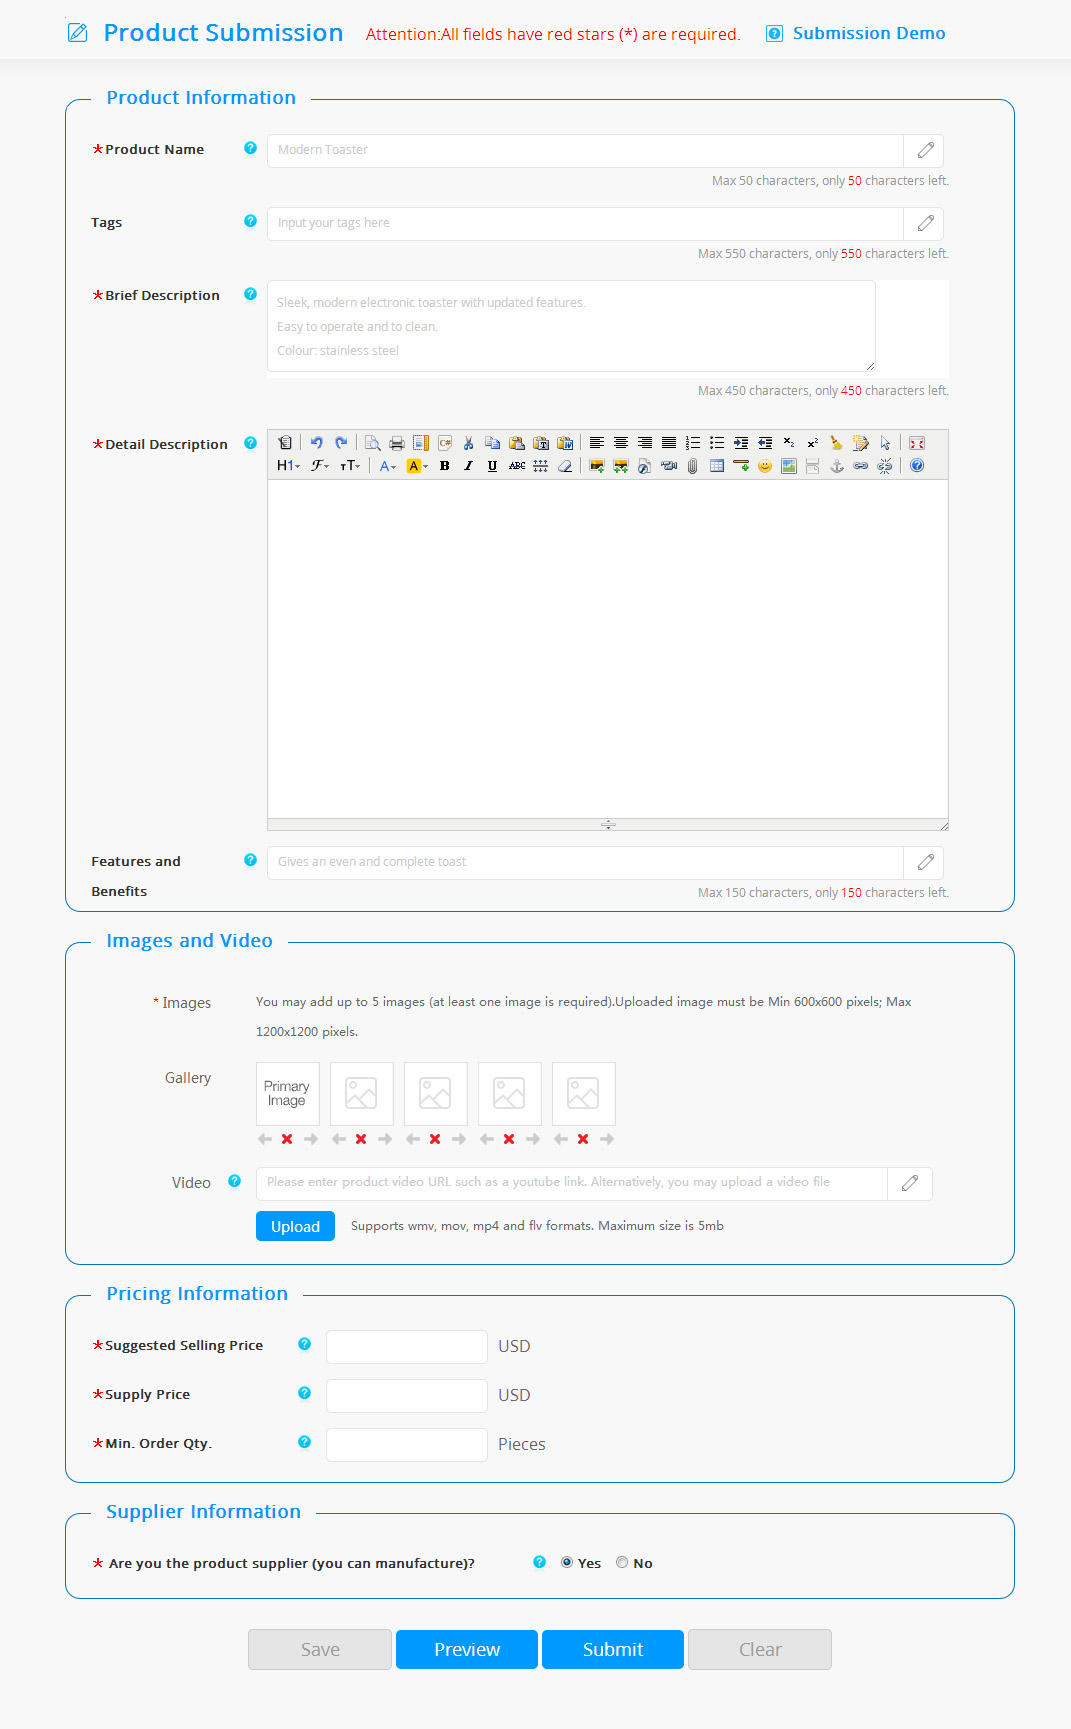 Product Submission Attention:All fields have red stars (*) are required. Submission Demo
Product Information
*Product Name Modern Toaster
Max 50 characters, only 50 characters left.
Tags Input your tags here
Max 550 characters, only 550 characters left.
*Brief Description Sleek, modern electronic toaster with updated features.
Easy to operate and to clean.
Colour: stainless steel
Max 450 characters, only 450 characters left.
*Detail Description
Features and Benefits Gives an even and complete toast
Max 150 characters, only 150 characters left.
Images and Video
* Images You may add up to 5 images (at least one image is required).Uploaded image must be Min 600x600 pixels; Max
1200x1200 pixels.
Gallery Primary
Image
Video Please enter product video URL such as a youtube link. Alternatively, you may upload a video file
Upload Supports wmv, mov, mp4 and flv formats. Maximum size is 5mb
Pricing Information
*Suggested Selling Price USD
*Supply Price USD
*Min. Order Qty. Pieces
Supplier Information
* Are you the product supplier (you can manufacture)? Yes No
Save Preview Submit Clear